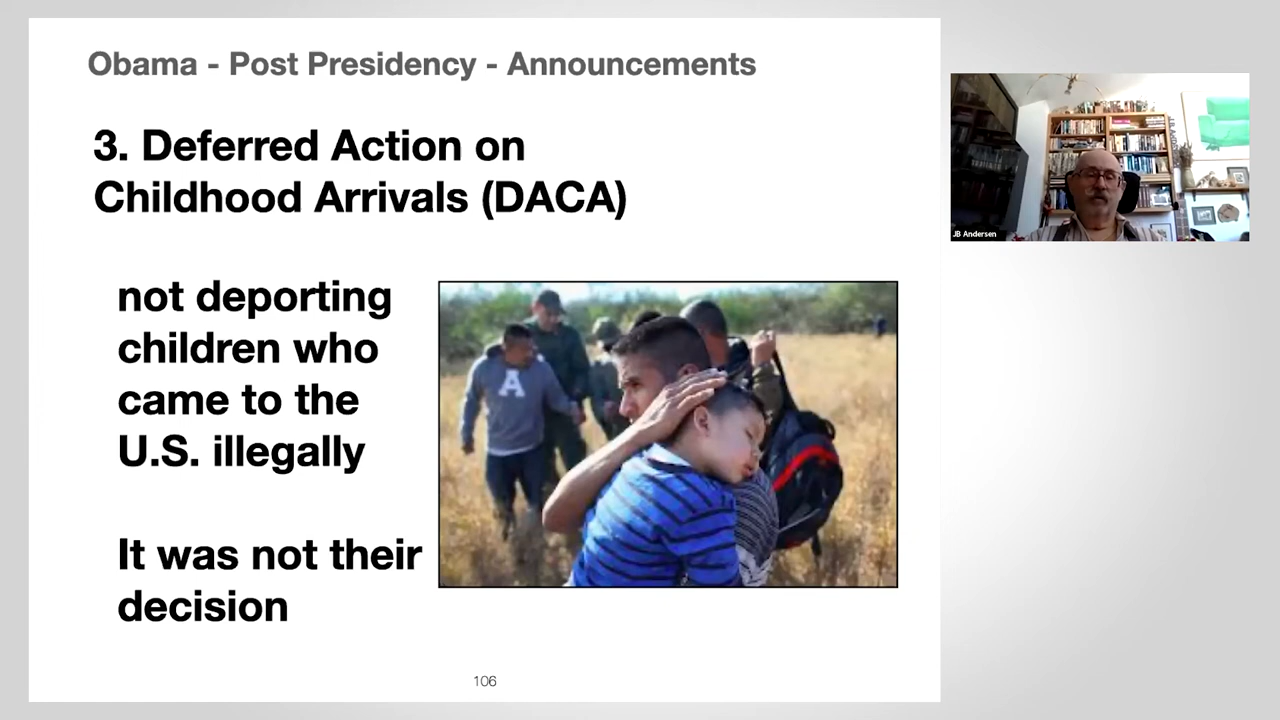 Obama - Post Presidency - Announcements
3. Deferred Action on
Childhood Arrivals (DACA)
not deporting
children who
came to the
U.S. illegally
It was not their
decision
A
106
JB Andersen